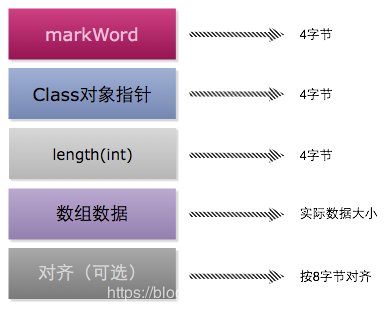 markWord
4字节
Class对象指针
4字节
length(int)
4字节
数组数据
实际数据大小
对齐（可选）
按8字节对齐
https://bloc